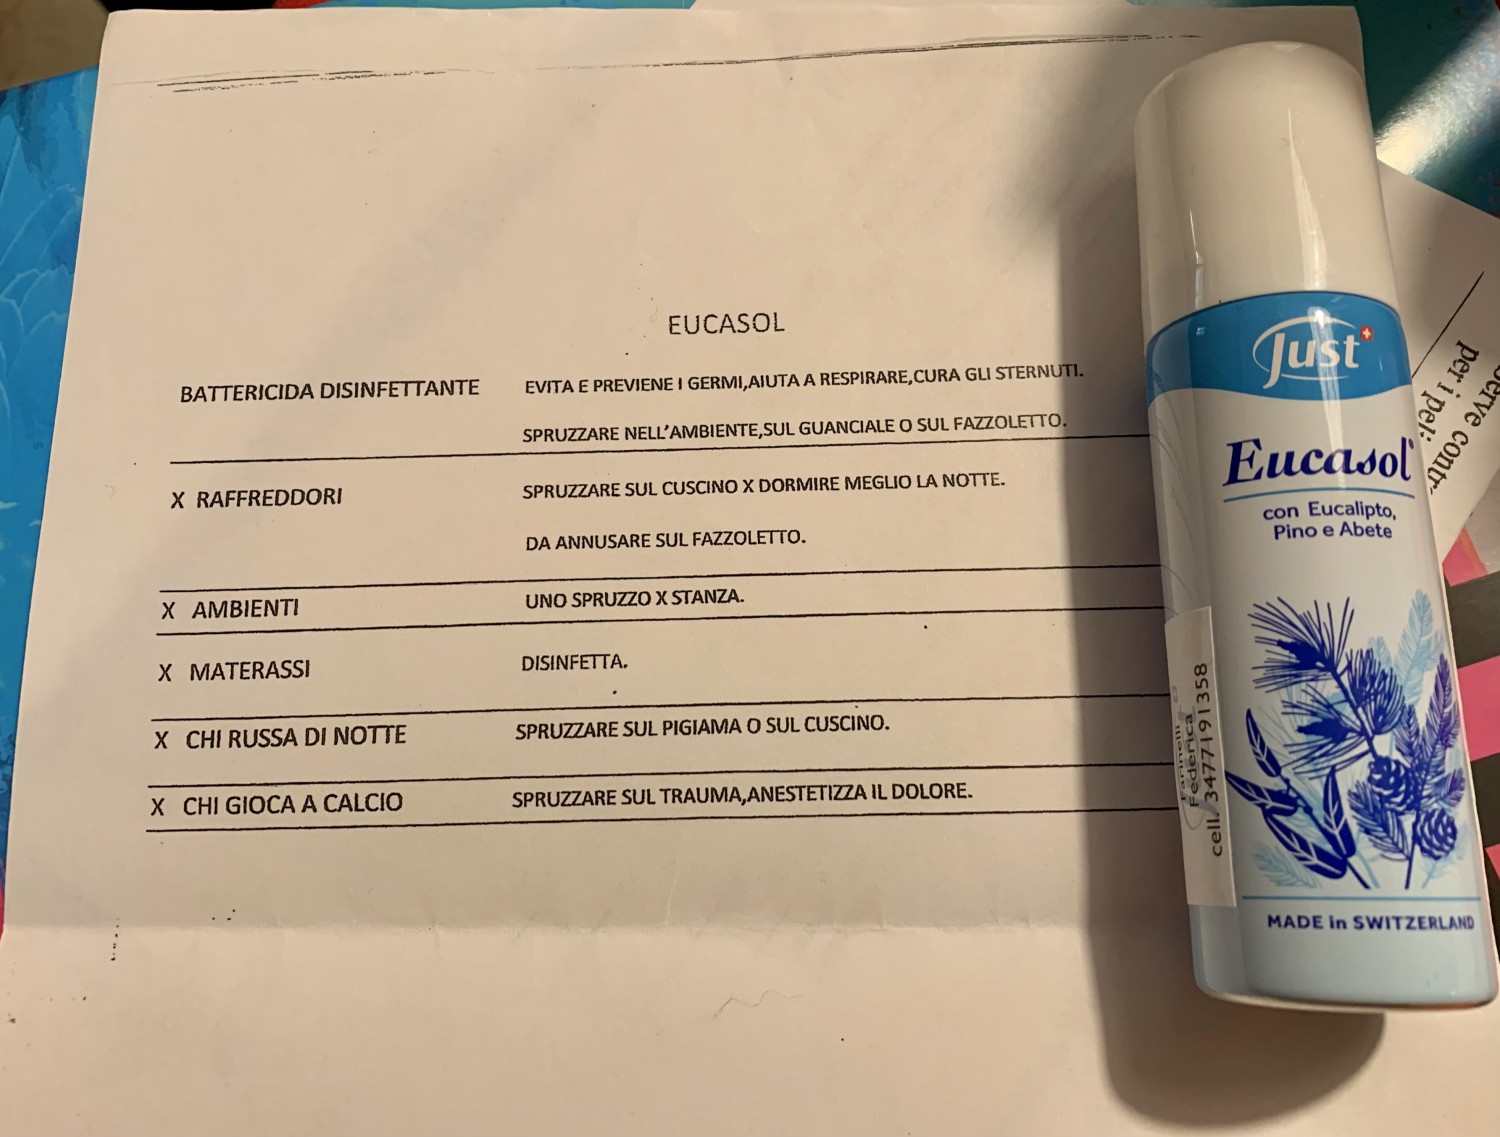 EUCASOL
BATTERICIDA DISINFETTANTE EVITA E PREVIENE I GERMI,AIUTA A RESPIRARE,CURA GLI STERNUTI.
SPRUZZARE NELL'AMBIENTE,SUL GUANCIALE O SUL FAZZOLETTO.
X RAFFREDDORI SPRUZZARE SUL CUSCINO X DORMIRE MEGLIO LA NOTTE.
DA ANNUSARE SUL FAZZOLETTO.
X AMBIENTI UNO SPRUZZO X STANZA.
X MATERASSI DISINFETTA.
X CHI RUSSA DI NOTTE SPRUZZARE SUL PIGIAMA O SUL CUSCINO.
X CHI GIOCA A CALCIO SPRUZZARE SUL TRAUMA,ANESTETIZZA IL DOLORE.
Just
Eucasol®
con Eucalipto,
Pino e Abete
MADE in SWITZERLAND
Farinelli
Federica
cell. 3477191358
per i